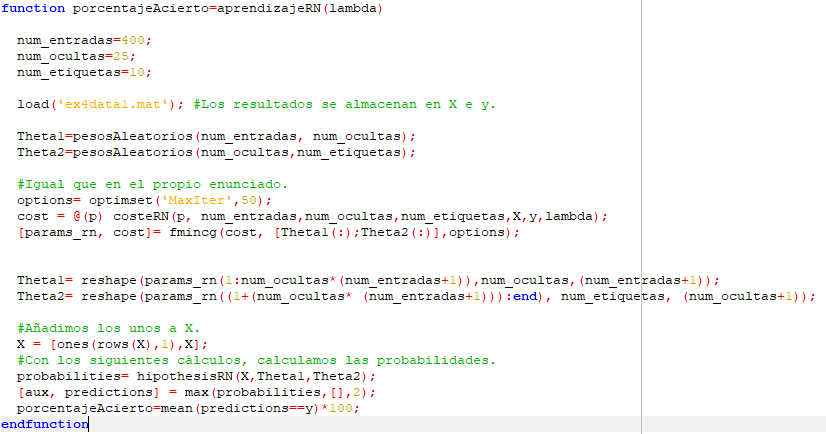 function porcentajeAcierto=aprendizajeRN(lambda)
num_entradas=400;
num_ocultas=25;
num_etiquetas=10;
load('ex4data1.mat'); #Los resultados se almacenan en X e y.
Theta1=pesosAleatorios(num_entradas, num_ocultas);
Theta2=pesosAleatorios(num_ocultas,num_etiquetas);
#Igual que en el propio enunciado.
options= optimset('MaxIter',50);
cost = @(p) costeRN(p, num_entradas,num_ocultas,num_etiquetas,X,y,lambda);
[params_rn, cost]= fmincg(cost, [Theta1(:);Theta2(:)],options);
Theta1= reshape(params_rn(1:num_ocultas*(num_entradas+1)),num_ocultas,(num_entradas+1));
Theta2= reshape(params_rn((1+(num_ocultas* (num_entradas+1))):end), num_etiquetas, (num_ocultas+1));
#Añadimos los unos a X.
X = [ones(rows(X),1),X];
#Con los siguientes cálculos, calculamos las probabilidades.
probabilities= hipothesisRN(X,Theta1,Theta2);
[aux, predictions] = max(probabilities,[],2);
porcentajeAcierto=mean(predictions==y)*100;
endfunction